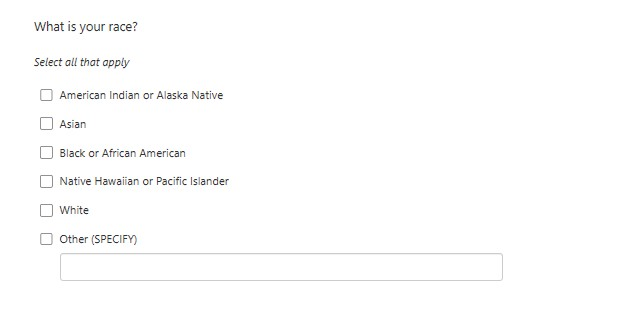 What is your race?
Select all that apply
American Indian or Alaska Native
Asian
Black or African American
Native Hawaiian or Pacific Islander
White
Other (SPECIFY)